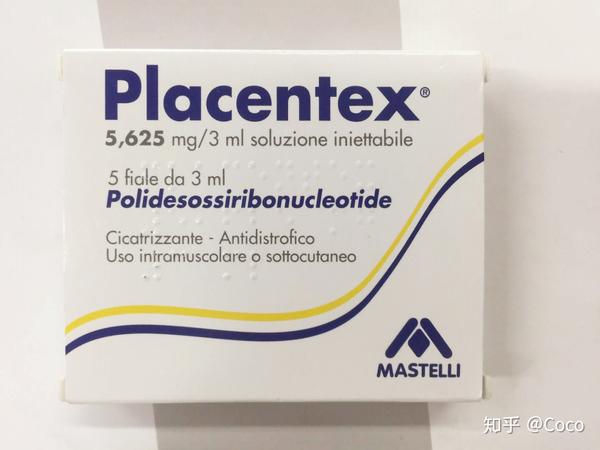 Placentex®
5,625 mg/3 ml soluzione iniettabile
5 fiale da 3 ml
Polidesossiribonucleotide
Cicatrizzante - Antidistrofico
Uso intramuscolare o sottocutaneo
MASTELLI
知乎 @Coco